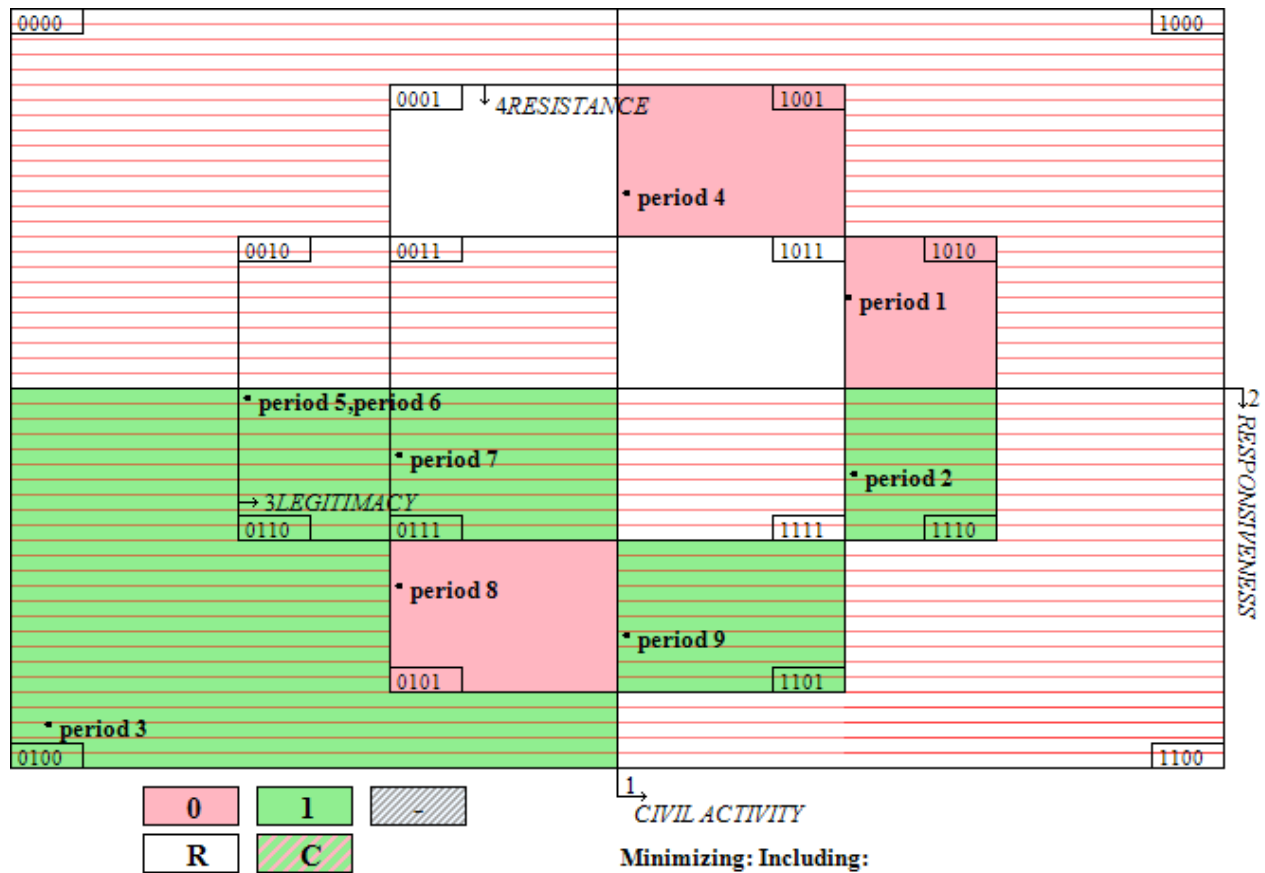 0000 1000
0001 4RESISTANCE 1001
period 4
0010 0011 1011 1010
period 1
period 5,period 6 2
period 7
period 2
3LEGITIMACY
0110 0111 1111 1110
RESPONSIVENESS
period 8
period 9
0101 1101
period 3
0100 1100
1
CIVIL ACTIVITY
0 1 -
R C
Minimizing: Including: